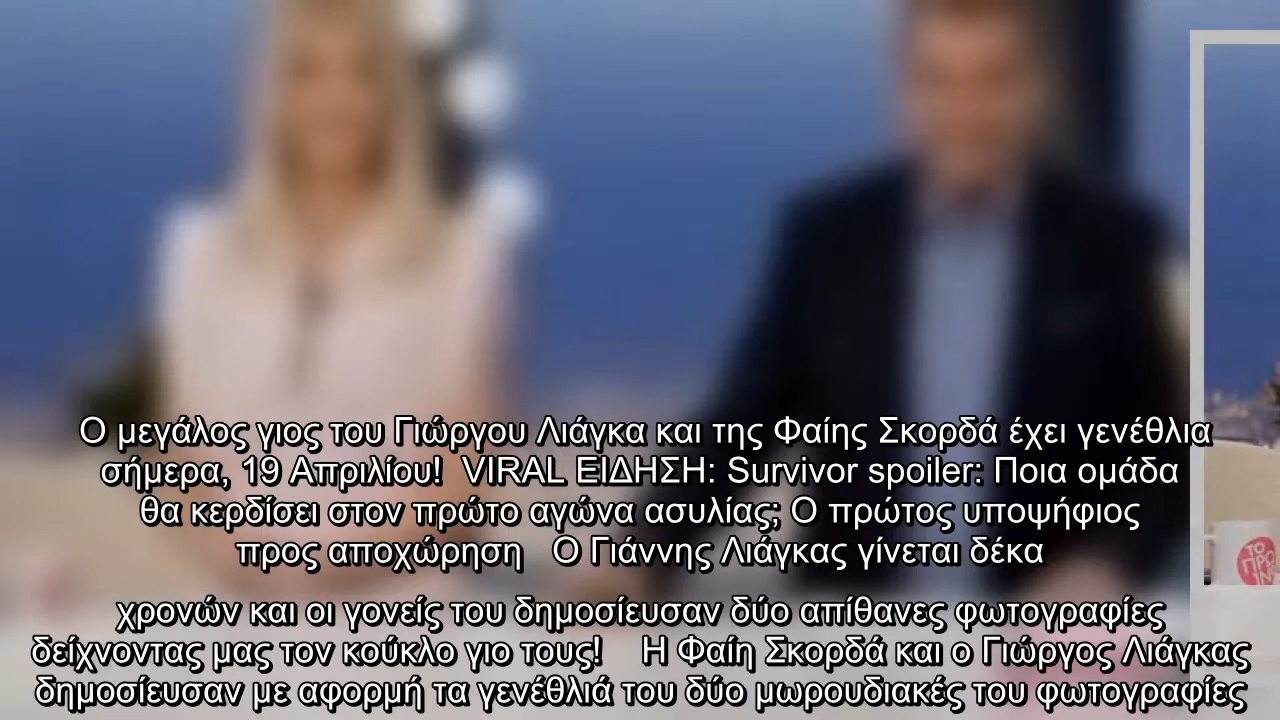 Ο μεγάλος γιος του Γιώργου Λιάγκα και της Φαίης Σκορδά έχει γενέθλια
σήμερα, 19 Απριλίου!  VIRAL ΕΙΔΗΣΗ: Survivor spoiler: Ποια ομάδα
θα κερδίσει στον πρώτο αγώνα ασυλίας; Ο πρώτος υποψήφιος
προς αποχώρηση   Ο Γιάννης Λιάγκας γίνεται δέκα
χρονών και οι γονείς του δημοσίευσαν δύο απίθανες φωτογραφίες
δείχνοντας μας τον κούκλο γιο τους!    Η Φαίη Σκορδά και ο Γιώργος Λιάγκας
δημοσίευσαν με αφορμή τα γενέθλιά του δύο μωρουδιακές του φωτογραφίες
ΤΟ
ΠΡΩ
ΙΝ